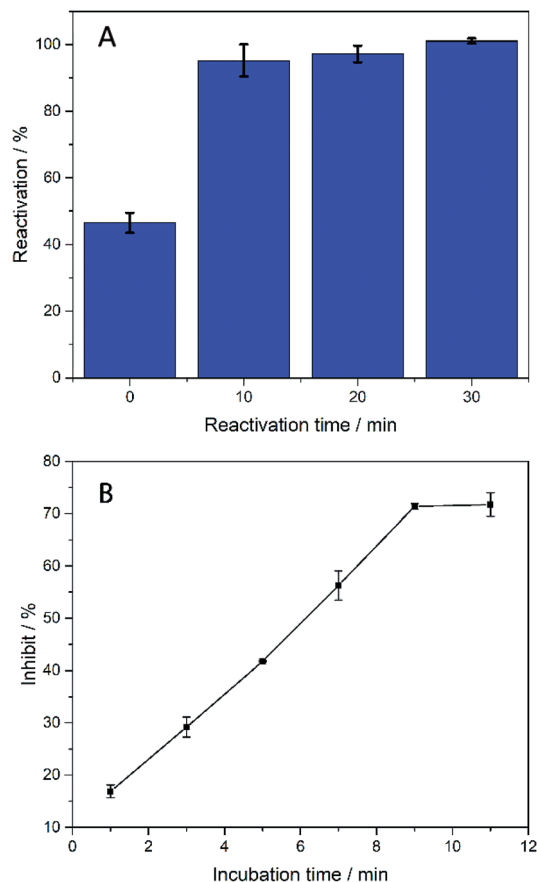 A
Reactivation / %
100
80
60
40
20
0
0 10 20 30
Reactivation time / min
B
Inhibit / %
80
70
60
50
40
30
20
10
0 2 4 6 8 10 12
Incubation time / min